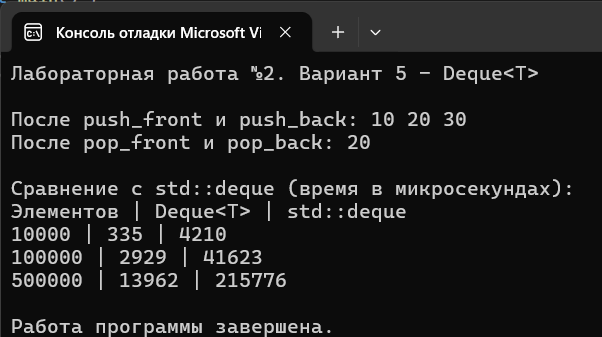 Консоль отладки Microsoft Vi
Лабораторная работа №2. Вариант 5 - Deque<T>
После push_front и push_back: 10 20 30
После pop_front и pop_back: 20
Сравнение с std::deque (время в микросекундах):
Элементов | Deque<T> | std::deque
10000 | 335 | 4210
100000 | 2929 | 41623
500000 | 13962 | 215776
Работа программы завершена.